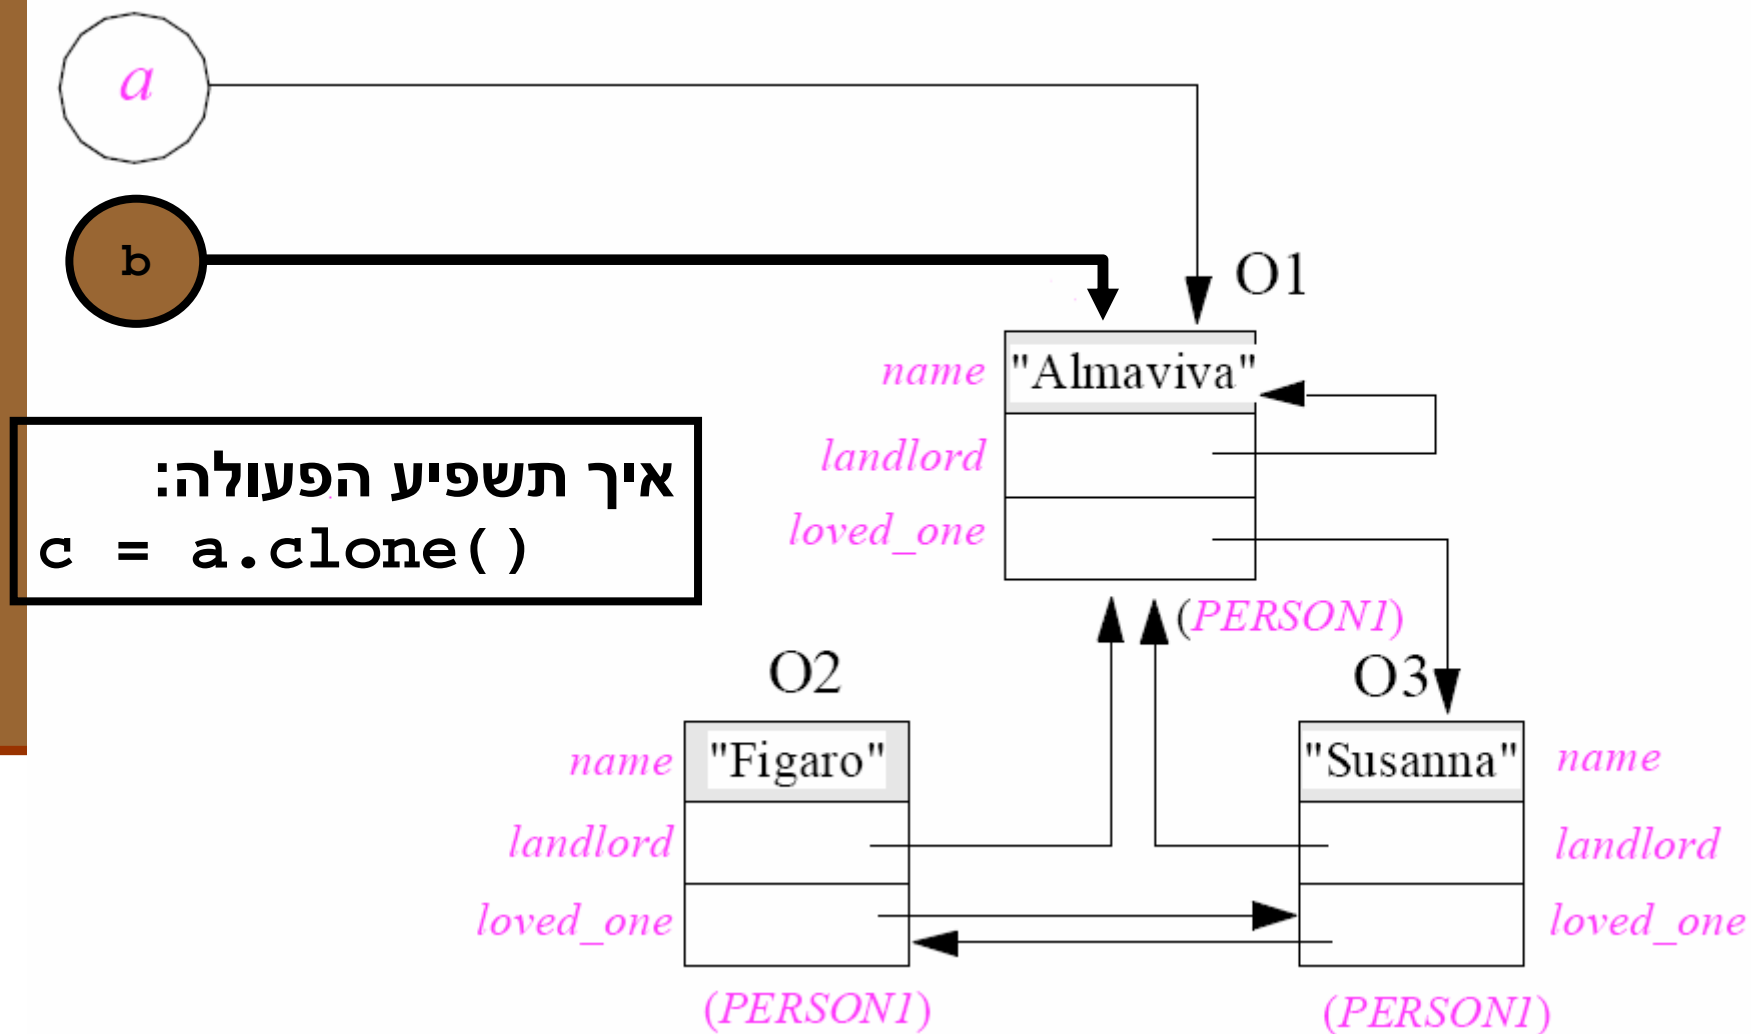 a
b
O1
name "Almaviva"
landlord
loved_one
איך תשפיע הפעולה:
c = a.clone()
(PERSON1)
O2
O3
name "Figaro"
"Susanna" name
landlord
landlord
loved_one
loved_one
(PERSON1)
(PERSON1)